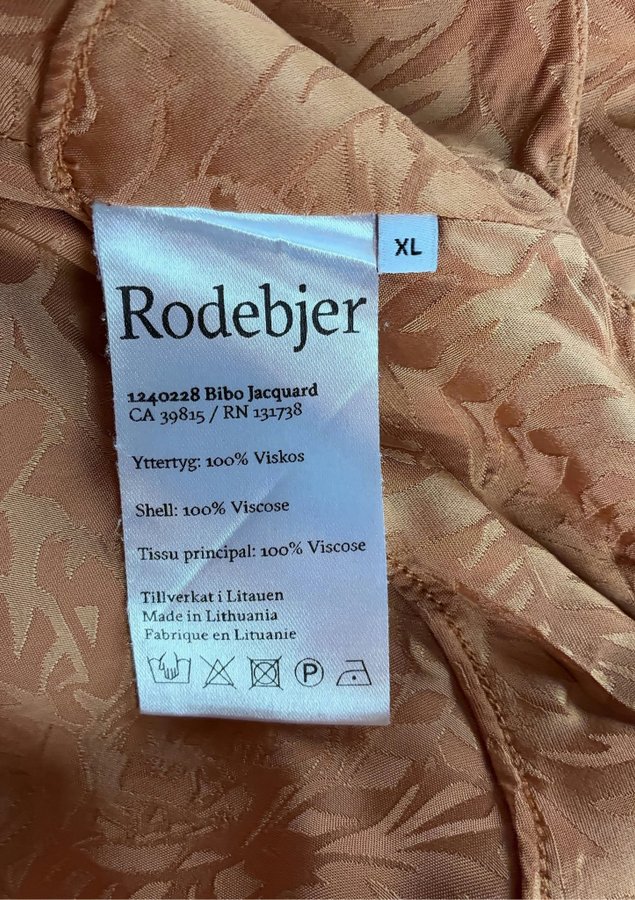 XL
Rodebjer
1240228 Bibo Jacquard
CA 39815 / RN 131738
Yttertyg: 100% Viskos
Shell: 100% Viscose
Tissu principal: 100% Viscose
Tillverkat i Litauen
Made in Lithuania
Fabrique en Lituanie
P